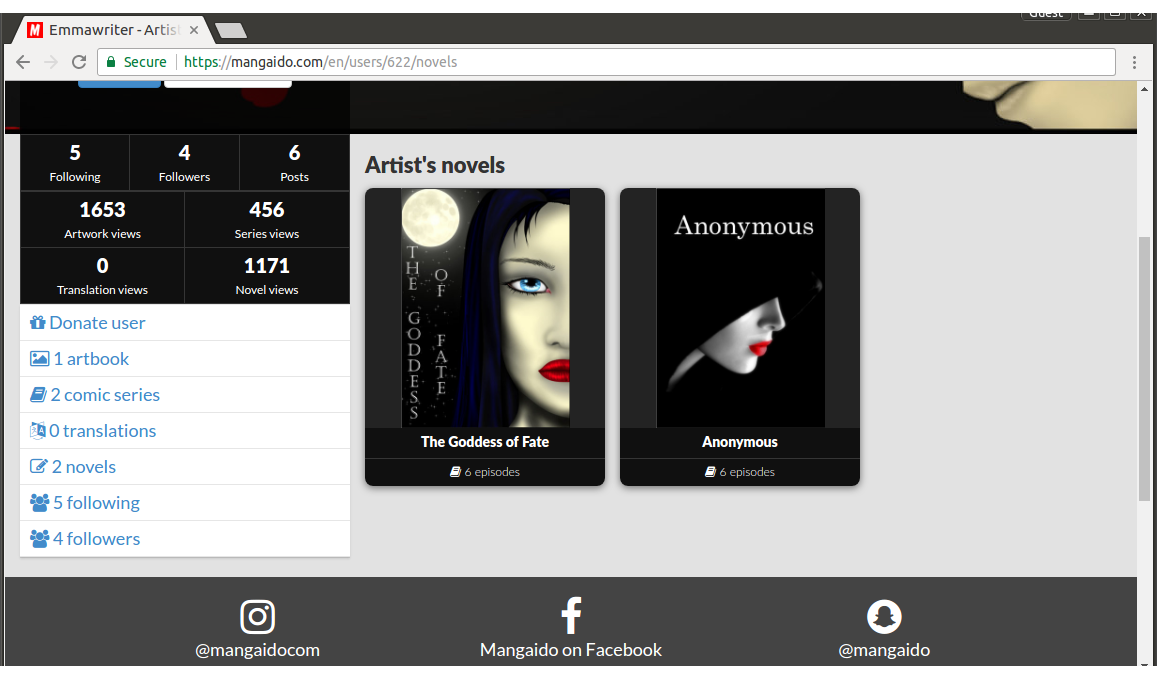 Guest
M Emmawriter - Artis
Secure https://mangaido.com/en/users/622/novels
5
Following
4
Followers
6
Posts
1653
Artwork views
456
Series views
0
Translation views
1171
Novel views
Donate user
1 artbook
2 comic series
0 translations
2 novels
5 following
4 followers
Artist's novels
THE GODDESS
OF FATE
The Goddess of Fate
6 episodes
Anonymous
Anonymous
6 episodes
@mangaidocom
Mangaido on Facebook
@mangaido